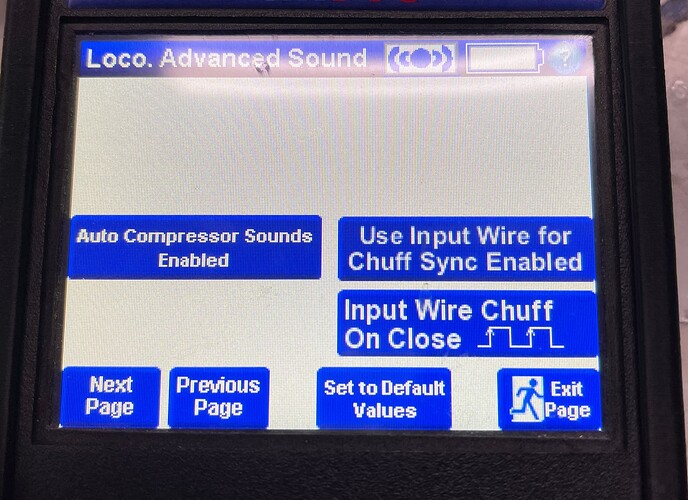 Loco. Advanced Sound
?
Auto Compressor Sounds
Enabled
Use Input Wire for
Chuff Sync Enabled
Input Wire Chuff
On Close
Next
Page
Previous
Page
Set to Default
Values
Exit
Page